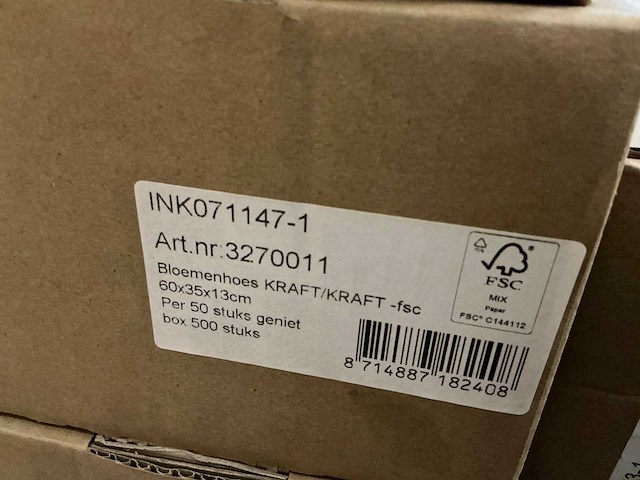 INK071147-1
Art.nr:3270011
Bloemenhoes KRAFT/KRAFT -fsc
60x35x13cm
Per 50 stuks geniet
box 500 stuks
FSC
MIX
Paper
FSC® C144112
8 714887 182408